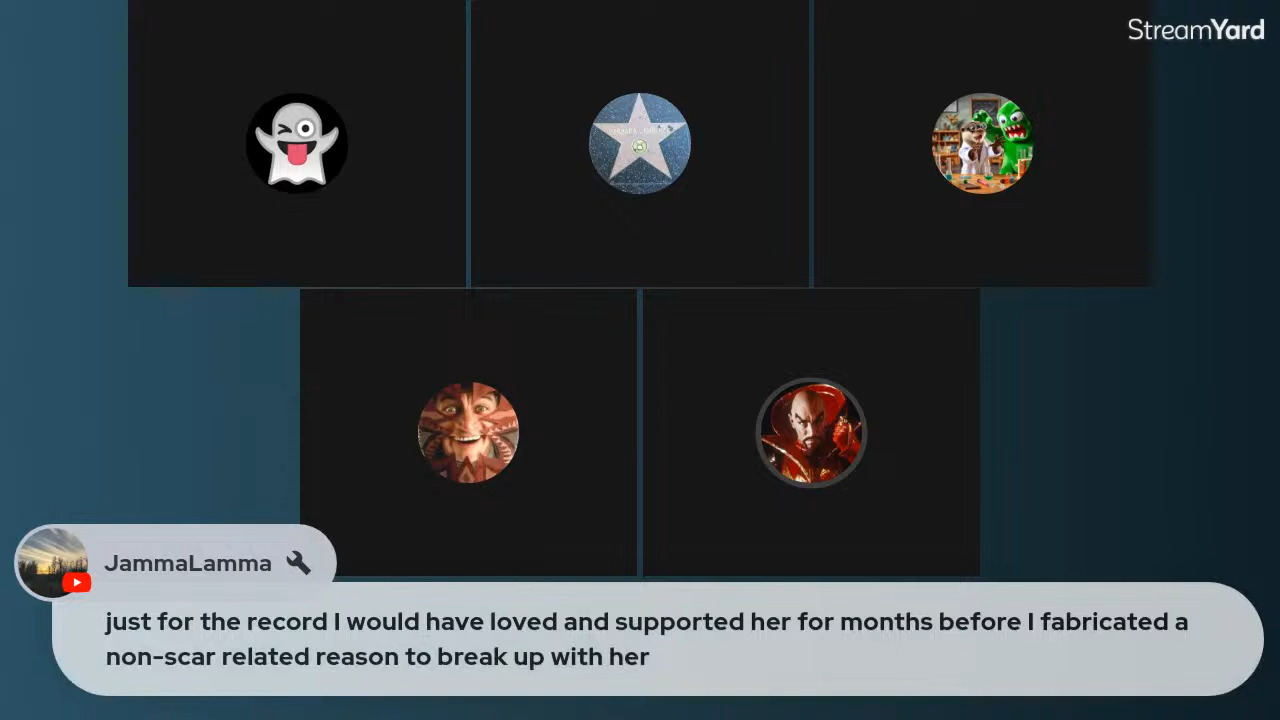 StreamYard
JammaLamma
just for the record I would have loved and supported her for months before I fabricated a
non-scar related reason to break up with her